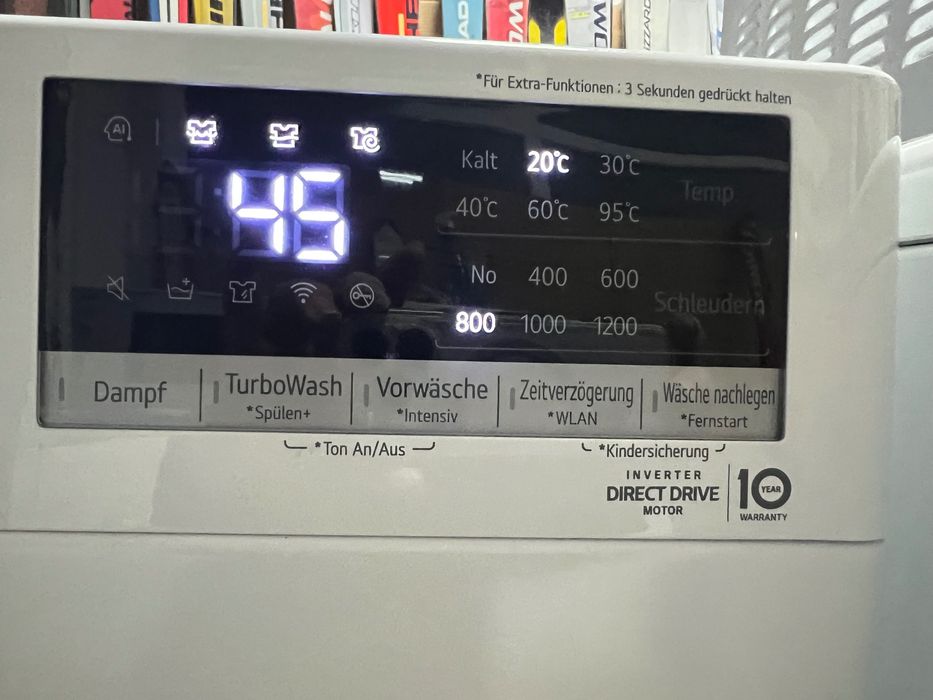 *Für Extra-Funktionen : 3 Sekunden gedrückt halten
AI
Kalt 20°C 30°C
Temp
40°C 60°C 95°C
45
No 400 600
Schleudern
800 1000 1200
Dampf TurboWash Vorwäsche Zeitverzögerung Wäsche nachlegen
*Spülen+ *Intensiv *WLAN *Fernstart
*Ton An/Aus *Kindersicherung
INVERTER
DIRECT DRIVE
MOTOR
10 YEAR
WARRANTY